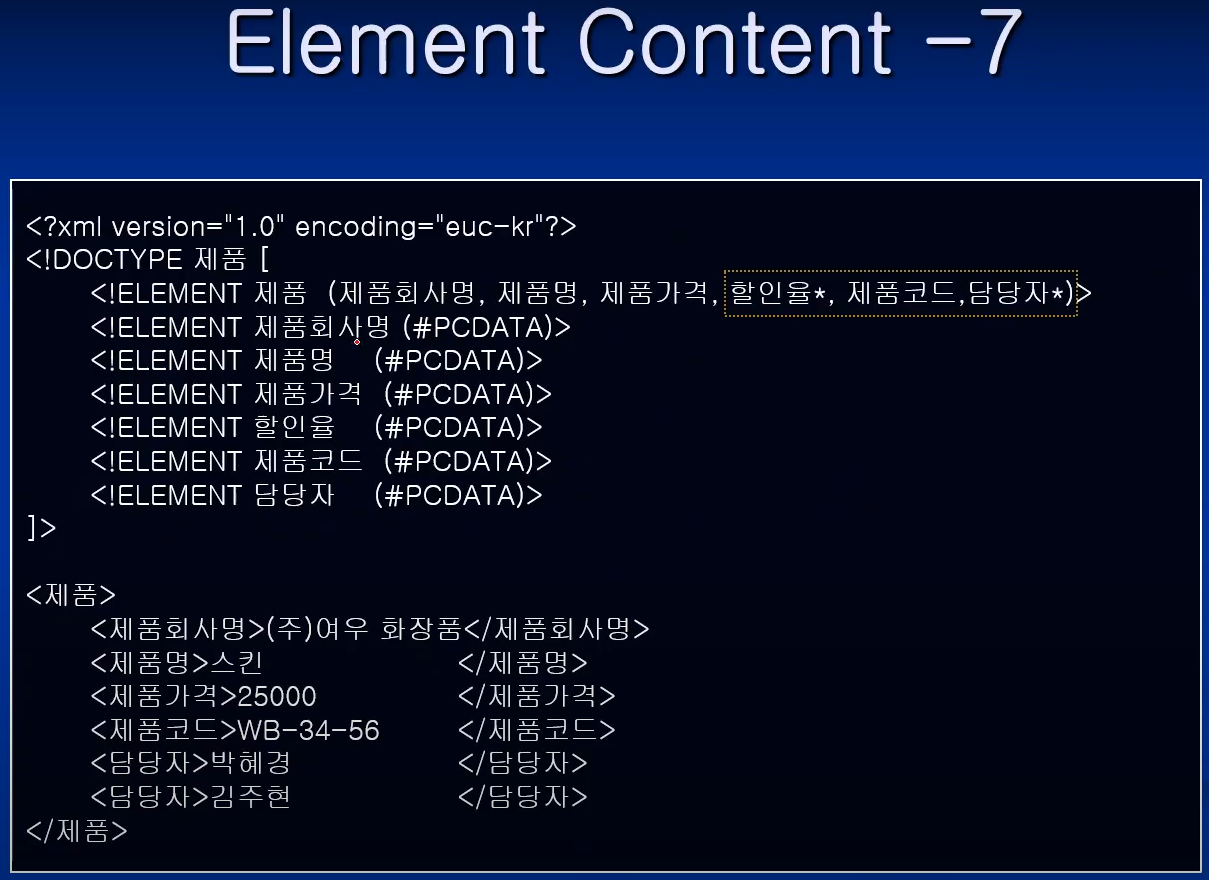 Element Content -7
<?xml version="1.0" encoding="euc-kr"?>
<!DOCTYPE 제품 [
<!ELEMENT 제품 (제품회사명, 제품명, 제품가격, 할인율*, 제품코드,담당자*)>
<!ELEMENT 제품회사명 (#PCDATA)>
<!ELEMENT 제품명 (#PCDATA)>
<!ELEMENT 제품가격 (#PCDATA)>
<!ELEMENT 할인율 (#PCDATA)>
<!ELEMENT 제품코드 (#PCDATA)>
<!ELEMENT 담당자 (#PCDATA)>
]>
<제품>
<제품회사명>(주)여우 화장품</제품회사명>
<제품명>스킨 </제품명>
<제품가격>25000 </제품가격>
<제품코드>WB-34-56 </제품코드>
<담당자>박혜경 </담당자>
<담당자>김주현 </담당자>
</제품>